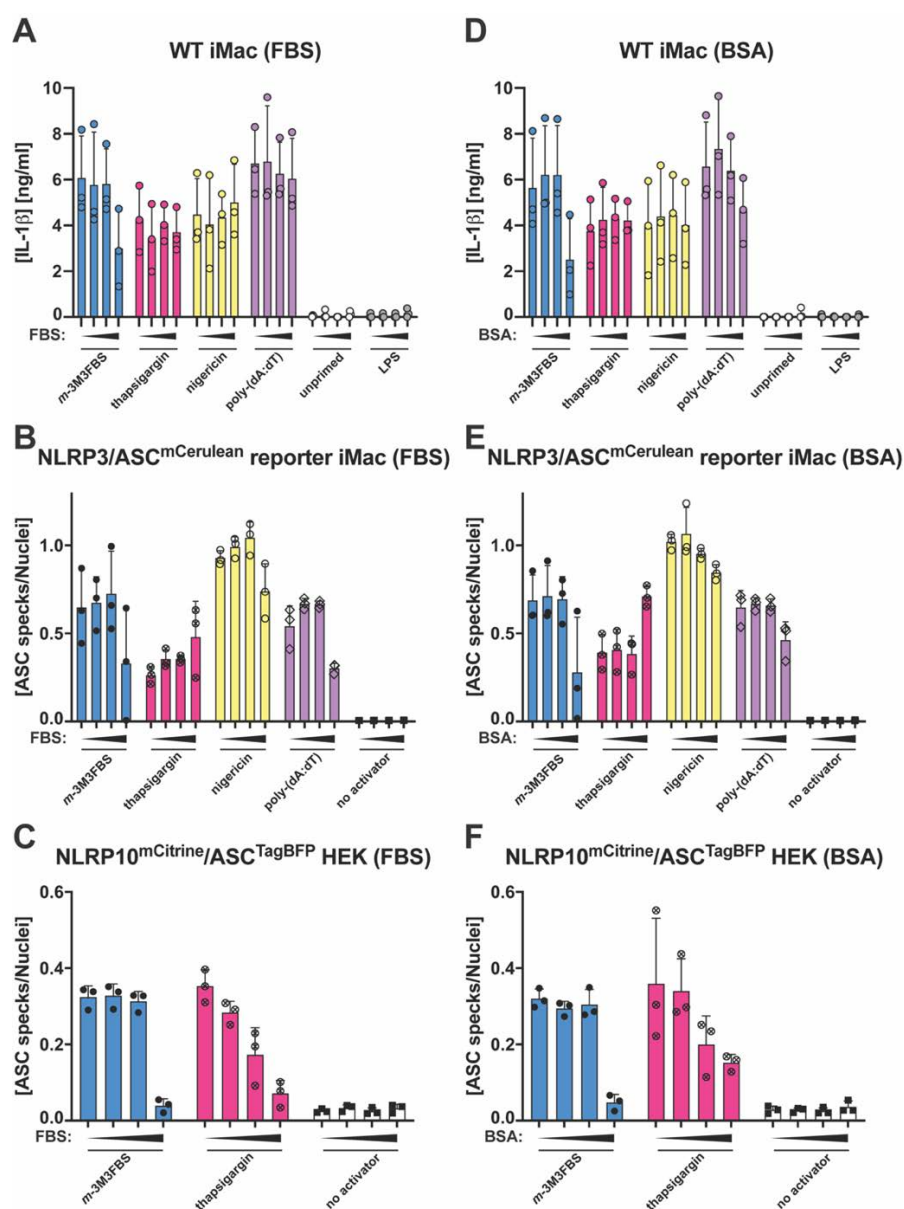 A
WT iMac (FBS)
[IL-1β] [ng/ml]
10
8
6
4
2
0
FBS:
m-3M3FBS
thapsigargin
nigericin
poly-(dA:dT)
unprimed
LPS
D
WT iMac (BSA)
[IL-1β] [ng/ml]
10
8
6
4
2
0
BSA:
m-3M3FBS
thapsigargin
nigericin
poly-(dA:dT)
unprimed
LPS
B
NLRP3/ASCmCerulean reporter iMac (FBS)
[ASC specks/Nuclei]
1.0
0.5
0.0
FBS:
m-3M3FBS
thapsigargin
nigericin
poly-(dA:dT)
no activator
E
NLRP3/ASCmCerulean reporter iMac (BSA)
[ASC specks/Nuclei]
1.0
0.5
0.0
BSA:
m-3M3FBS
thapsigargin
nigericin
poly-(dA:dT)
no activator
C
NLRP10mCitrine/ASCTagBFP HEK (FBS)
[ASC specks/Nuclei]
0.6
0.4
0.2
0.0
FBS:
m-3M3FBS
thapsigargin
no activator
F
NLRP10mCitrine/ASCTagBFP HEK (BSA)
[ASC specks/Nuclei]
0.6
0.4
0.2
0.0
BSA:
m-3M3FBS
thapsigargin
no activator